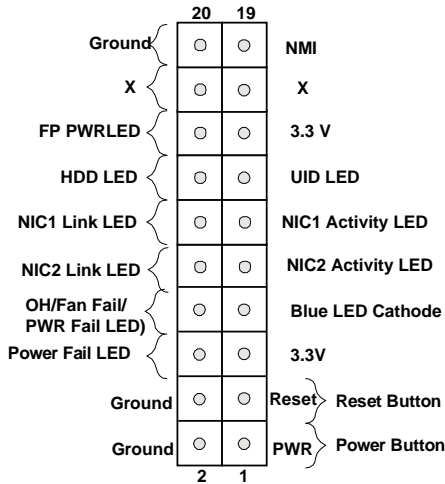 20 19
Ground NMI
X X
FP PWRLED 3.3 V
HDD LED UID LED
NIC1 Link LED NIC1 Activity LED
NIC2 Link LED NIC2 Activity LED
OH/Fan Fail/
PWR Fail LED) Blue LED Cathode
Power Fail LED 3.3V
Ground Reset Reset Button
Ground PWR Power Button
2 1